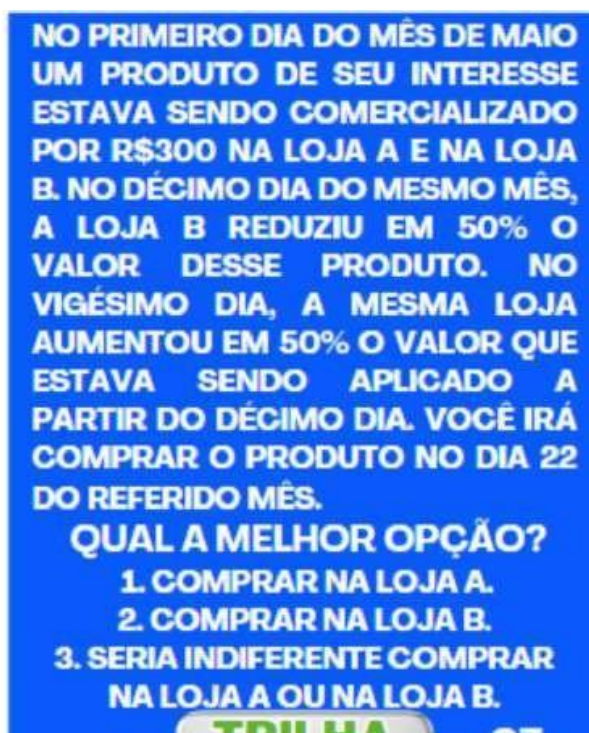 NO PRIMEIRO DIA DO MÊS DE MAIO
UM PRODUTO DE SEU INTERESSE
ESTAVA SENDO COMERCIALIZADO
POR R$300 NA LOJA A E NA LOJA
B. NO DÉCIMO DIA DO MESMO MÊS,
A LOJA B REDUZIU EM 50% O
VALOR DESSE PRODUTO. NO
VIGÉSIMO DIA, A MESMA LOJA
AUMENTOU EM 50% O VALOR QUE
ESTAVA SENDO APLICADO A
PARTIR DO DÉCIMO DIA. VOCÊ IRÁ
COMPRAR O PRODUTO NO DIA 22
DO REFERIDO MÊS.
QUAL A MELHOR OPÇÃO?
1. COMPRAR NA LOJA A.
2. COMPRAR NA LOJA B.
3. SERIA INDIFERENTE COMPRAR
NA LOJA A OU NA LOJA B.
TRILHA